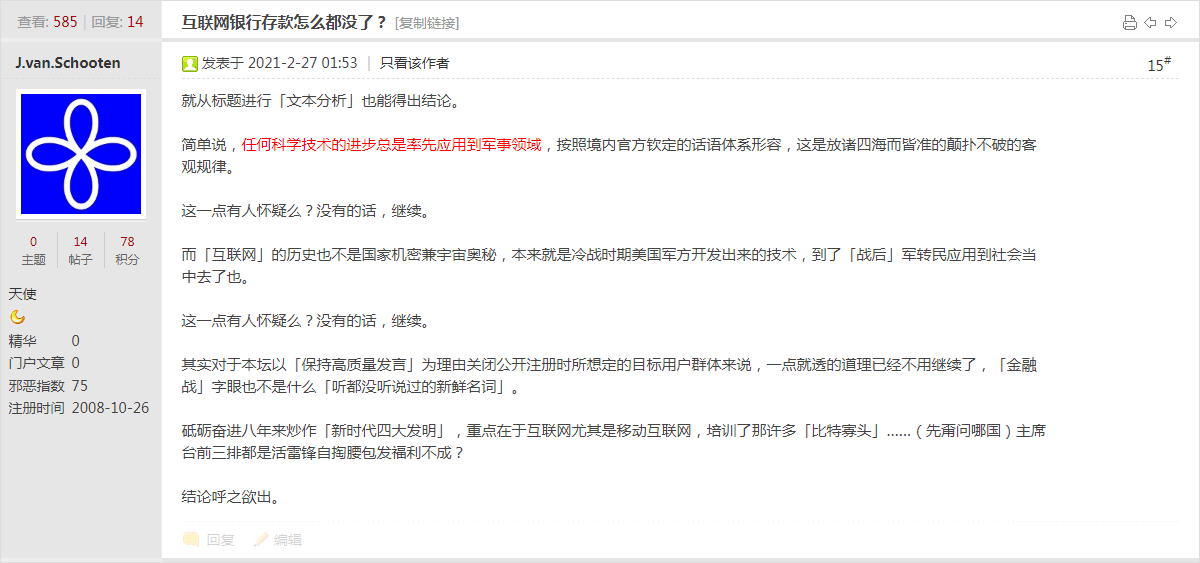 查看: 585 | 回复: 14
互联网银行存款怎么都没了？ [复制链接]
J.van.Schooten
发表于 2021-2-27 01:53 | 只看该作者
15#
就从标题进行「文本分析」也能得出结论。
简单说，任何科学技术的进步总是率先应用到军事领域，按照境内官方钦定的话语体系形容，这是放诸四海而皆准的颠扑不破的客
观规律。
这一点有人怀疑么？没有的话，继续。
而「互联网」的历史也不是国家机密兼宇宙奥秘，本来就是冷战时期美国军方开发出来的技术，到了「战后」军转民应用到社会当
中去了也。
这一点有人怀疑么？没有的话，继续。
其实对于本坛以「保持高质量发言」为理由关闭公开注册时所想定的目标用户群体来说，一点就透的道理已经不用继续了，「金融
战」字眼也不是什么「听都没听说过的新鲜名词」。
砥砺奋进八年来炒作「新时代四大发明」，重点在于互联网尤其是移动互联网，培训了那许多「比特寡头」……（先甭问哪国）主席
台前三排都是活雷锋自掏腰包发福利不成？
结论呼之欲出。
0 14 78
主题 帖子 积分
天使
精华 0
门户文章 0
邪恶指数 75
注册时间 2008-10-26
回复 编辑